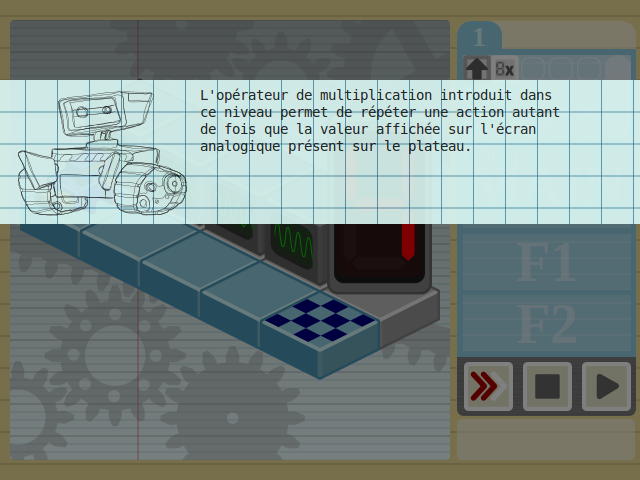 1
8x
L'opérateur de multiplication introduit dans
ce niveau permet de répéter une action autant
de fois que la valeur affichée sur l'écran
analogique présent sur le plateau.
F1
F2